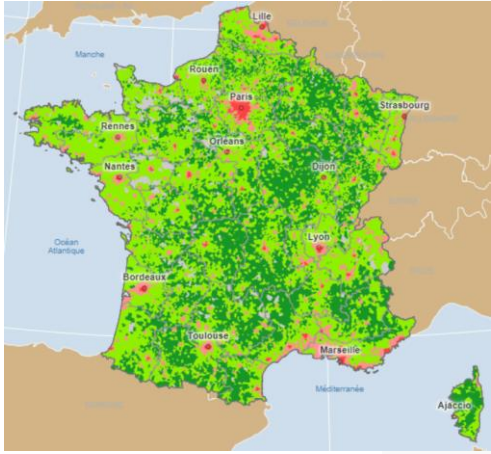 Lille
Manche
Rouen
Paris
Strasbourg
Rennes
Orléans
Nantes
Dijon
Océan
Atlantique
Lyon
Bordeaux
Toulouse
Marseille
Méditerranée
Ajaccio